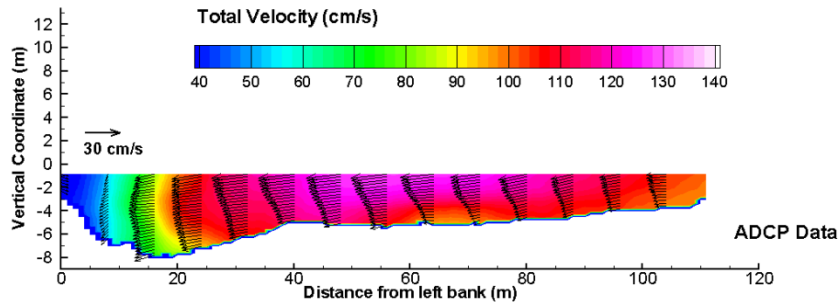 Total Velocity (cm/s)
40 50 60 70 80 90 100 110 120 130 140
Vertical Coordinate (m)
12
10
8
6
4
2
0
-2
-4
-6
-8
30 cm/s
ADCP Data
0 20 40 60 80 100 120
Distance from left bank (m)